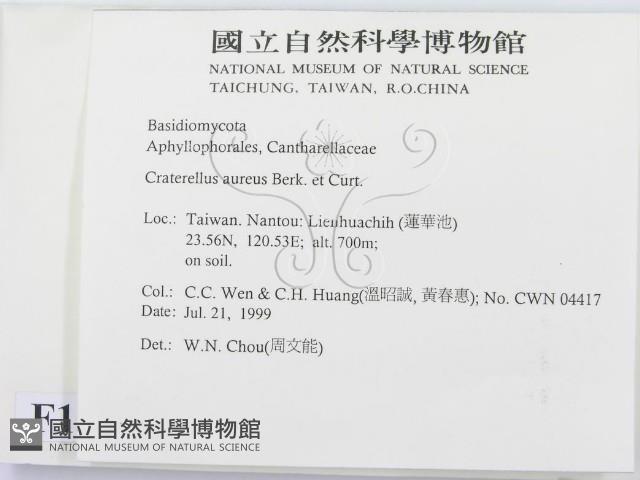 國立自然科學博物館
NATIONAL MUSEUM OF NATURAL SCIENCE
TAICHUNG, TAIWAN, R.O.CHINA
Basidiomycota
Aphyllophorales, Cantharellaceae
Craterellus aureus Berk. et Curt.
Loc.: Taiwan. Nantou: Lienhuachih (蓮華池)
23.56N, 120.53E; alt. 700m;
on soil.
Col.: C.C. Wen & C.H. Huang(溫昭誠, 黃春惠); No. CWN 04417
Date: Jul. 21, 1999
Det.: W.N. Chou(周文能)
F1
國立自然科學博物館
NATIONAL MUSEUM OF NATURAL SCIENCE